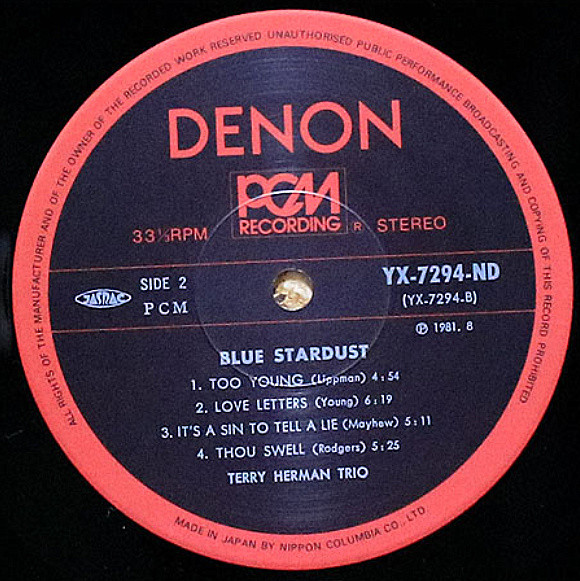 ALL RIGHTS OF THE MANUFACTURER AND OF THE OWNER OF THE RECORDED WORK RESERVED UNAUTHORISED PUBLIC PERFORMANCE BROADCASTING AND COPYING OF THIS RECORD PROHIBITED
DENON
PCM
RECORDING
33⅓RPM
R STEREO
JASRAC
SIDE 2
PCM
YX-7294-ND
(YX-7294-B)
Ⓟ 1981. 8
BLUE STARDUST
1. TOO YOUNG (Lippman) 4:54
2. LOVE LETTERS (Young) 6:19
3. IT'S A SIN TO TELL A LIE (Mayhew) 5:11
4. THOU SWELL (Rodgers) 5:25
TERRY HERMAN TRIO
MADE IN JAPAN BY NIPPON COLUMBIA CO., LTD